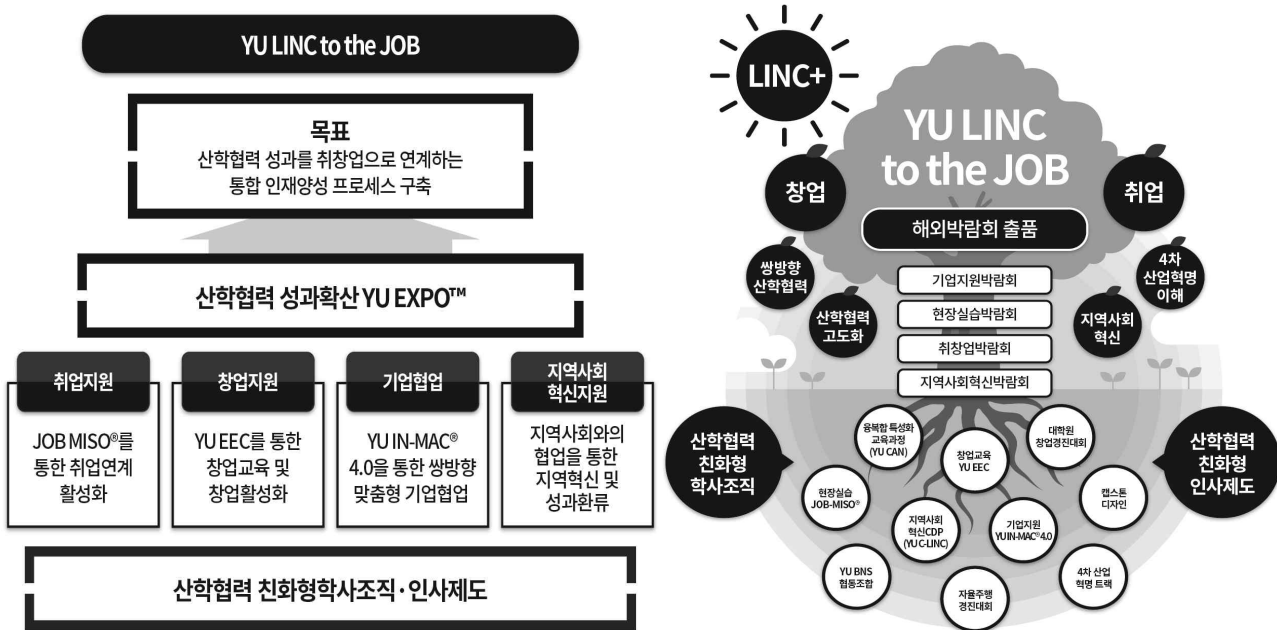 YU LINC to the JOB
목표
산학협력 성과를 취창업으로 연계하는
통합 인재양성 프로세스 구축
산학협력 성과확산 YU EXPO™
취업지원
JOB MISO®를
통한 취업연계
활성화
창업지원
YU EEC를 통한
창업교육 및
창업활성화
기업협업
YU IN-MAC®
4.0을 통한 쌍방향
맞춤형 기업협업
지역사회
혁신지원
지역사회와의
협업을 통한
지역혁신 및
성과환류
산학협력 친화형학사조직·인사제도
LINC+
YU LINC
to the JOB
창업
취업
해외박람회 출품
쌍방향
산학협력
4차
산업혁명
이해
기업지원박람회
산학협력
고도화
현장실습박람회
지역사회
혁신
취창업박람회
지역사회혁신박람회
산학협력
친화형
학사조직
융복합 특성화
교육과정
(YU CAN)
창업교육
YU EEC
대학원
창업경진대회
산학협력
친화형
인사제도
현장실습
JOB-MISO®
지역사회
혁신CDP
(YU C-LINC)
기업지원
YU IN-MAC®4.0
캡스톤
디자인
YU BNS
협동조합
자율주행
경진대회
4차 산업
혁명 트랙